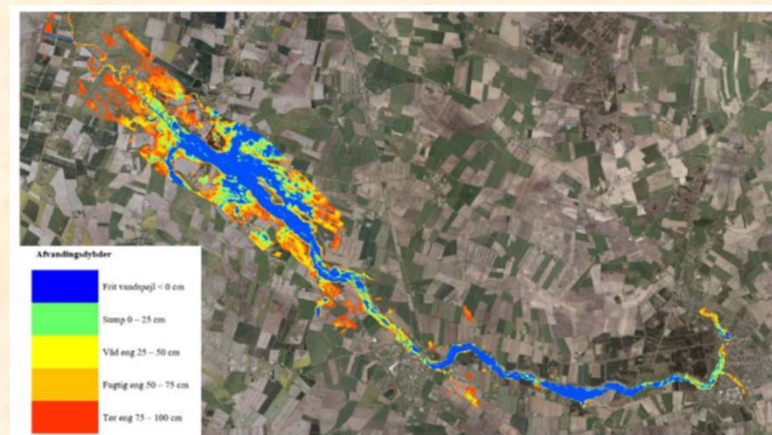 Afvandingsdybder
Frit vandspejl < 0 cm
Sump 0 – 25 cm
Våd eng 25 – 50 cm
Fugtig eng 50 – 75 cm
Tør eng 75 – 100 cm